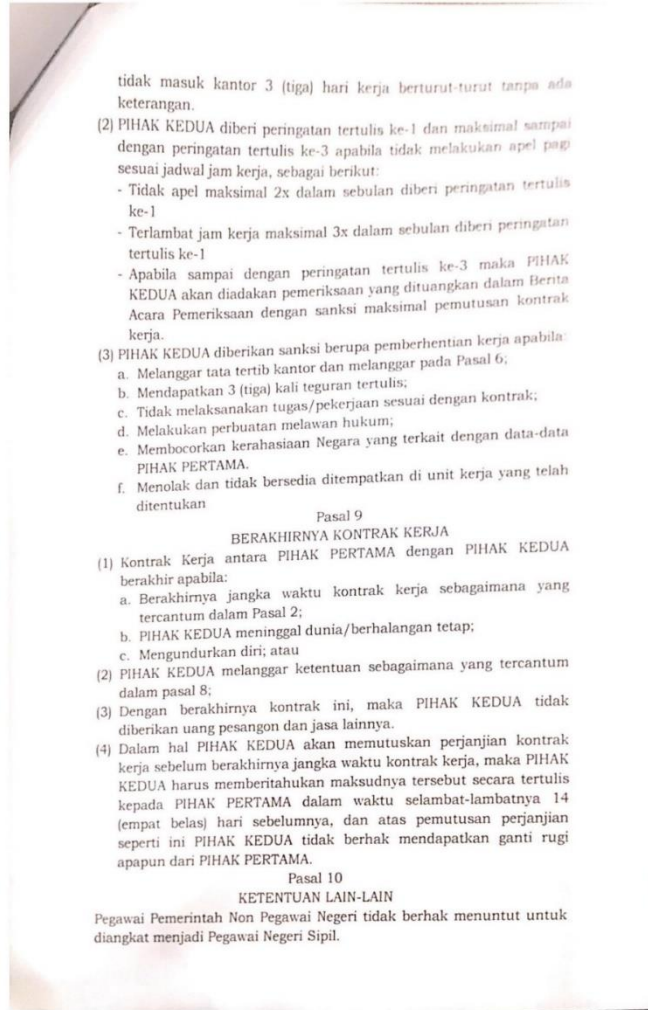 tidak masuk kantor 3 (tiga) hari kerja berturut-turut tanpa ada
keterangan.
(2) PIHAK KEDUA diberi peringatan tertulis ke-1 dan maksimal sampai
dengan peringatan tertulis ke-3 apabila tidak melakukan apel pagi
sesuai jadwal jam kerja, sebagai berikut:
- Tidak apel maksimal 2x dalam sebulan diberi peringatan tertulis
ke-1
- Terlambat jam kerja maksimal 3x dalam sebulan diberi peringatan
tertulis ke-1
- Apabila sampai dengan peringatan tertulis ke-3 maka PIHAK
KEDUA akan diadakan pemeriksaan yang dituangkan dalam Berita
Acara Pemeriksaan dengan sanksi maksimal pemutusan kontrak
kerja.
(3) PIHAK KEDUA diberikan sanksi berupa pemberhentian kerja apabila:
a. Melanggar tata tertib kantor dan melanggar pada Pasal 6;
b. Mendapatkan 3 (tiga) kali teguran tertulis;
c. Tidak melaksanakan tugas/pekerjaan sesuai dengan kontrak;
d. Melakukan perbuatan melawan hukum;
e. Membocorkan kerahasiaan Negara yang terkait dengan data-data
PIHAK PERTAMA.
f. Menolak dan tidak bersedia ditempatkan di unit kerja yang telah
ditentukan
Pasal 9
BERAKHIRNYA KONTRAK KERJA
(1) Kontrak Kerja antara PIHAK PERTAMA dengan PIHAK KEDUA
berakhir apabila:
a. Berakhirnya jangka waktu kontrak kerja sebagaimana yang
tercantum dalam Pasal 2;
b. PIHAK KEDUA meninggal dunia/berhalangan tetap;
c. Mengundurkan diri; atau
(2) PIHAK KEDUA melanggar ketentuan sebagaimana yang tercantum
dalam pasal 8;
(3) Dengan berakhirnya kontrak ini, maka PIHAK KEDUA tidak
diberikan uang pesangon dan jasa lainnya.
(4) Dalam hal PIHAK KEDUA akan memutuskan perjanjian kontrak
kerja sebelum berakhirnya jangka waktu kontrak kerja, maka PIHAK
KEDUA harus memberitahukan maksudnya tersebut secara tertulis
kepada PIHAK PERTAMA dalam waktu selambat-lambatnya 14
(empat belas) hari sebelumnya, dan atas pemutusan perjanjian
seperti ini PIHAK KEDUA tidak berhak mendapatkan ganti rugi
apapun dari PIHAK PERTAMA.
Pasal 10
KETENTUAN LAIN-LAIN
Pegawai Pemerintah Non Pegawai Negeri tidak berhak menuntut untuk
diangkat menjadi Pegawai Negeri Sipil.